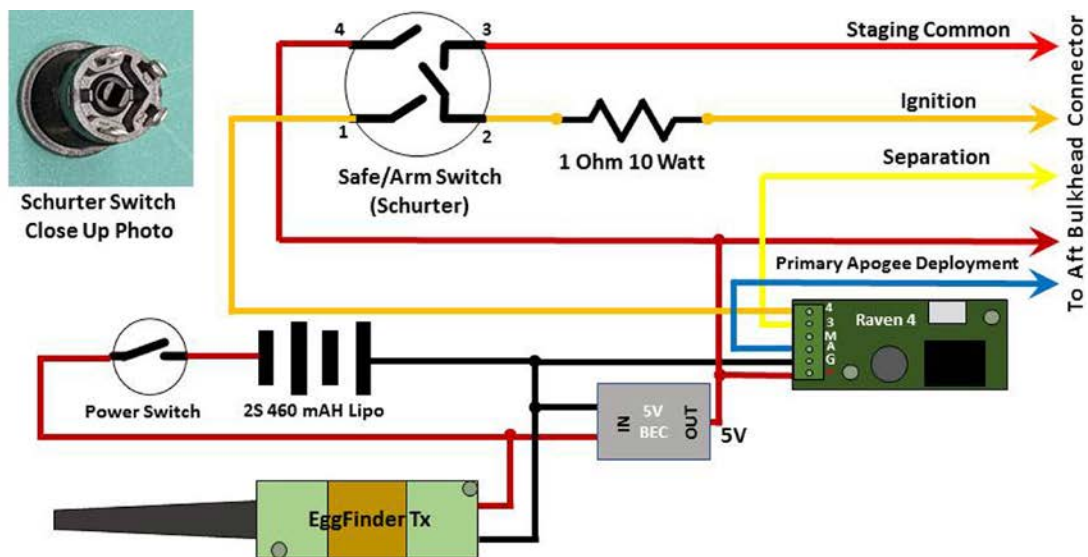 4
3
Staging Common
1
2
Ignition
1 Ohm 10 Watt
Separation
Safe/Arm Switch
(Schurter)
Schurter Switch
Close Up Photo
To Aft Bulkhead Connector
Primary Apogee Deployment
4
3
M
A
G
+
Raven 4
Power Switch
2S 460 mAH Lipo
IN
5V
BEC
OUT
5V
EggFinder Tx